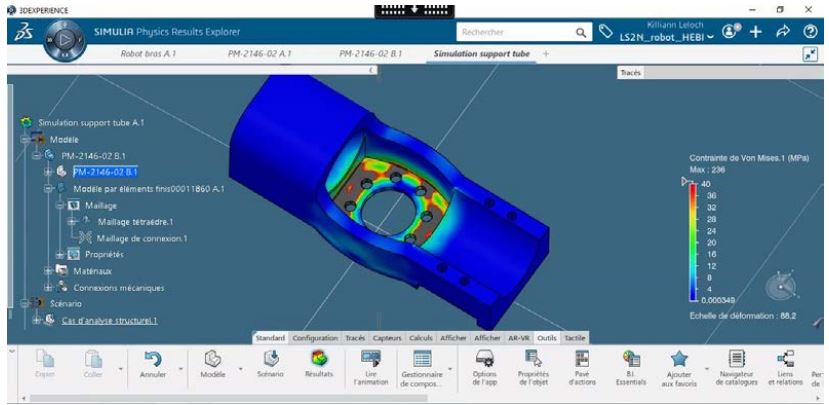 3DEXPERIENCE
SIMULIA Physics Results Explorer
Rechercher
Killiann Leloch
LS2N_robot_HEBI
Robot bras A.1
PM-2146-02 A.1
PM-2146-02 B.1
Simulation support tube
Tracés
Simulation support tube A.1
Modèle
PM-2146-02 B.1
PM-2146-02 B.1
Modèle par éléments finis00011860 A.1
Maillage
Maillage tétraèdre.1
Maillage de connexion.1
Propriétés
Matériaux
Connexions mécaniques
Scénario
Cas d'analyse structurel.1
Contrainte de Von Mises.1 (MPa)
Max : 236
40
36
32
28
24
20
16
12
8
4
0,000349
Echelle de déformation : 88,2
Standard Configuration Tracés Capteurs Calculs Afficher Afficher AR-VR Outils Tactile
Copier
Coller
Annuler
Modèle
Scénario
Résultats
Lire l'animation
Gestionnaire de compos...
Options de l'app
Propriétés de l'objet
Pavé d'actions
B.I. Essentials
Ajouter aux favoris
Navigateur de catalogues
Liens et relations
Per de